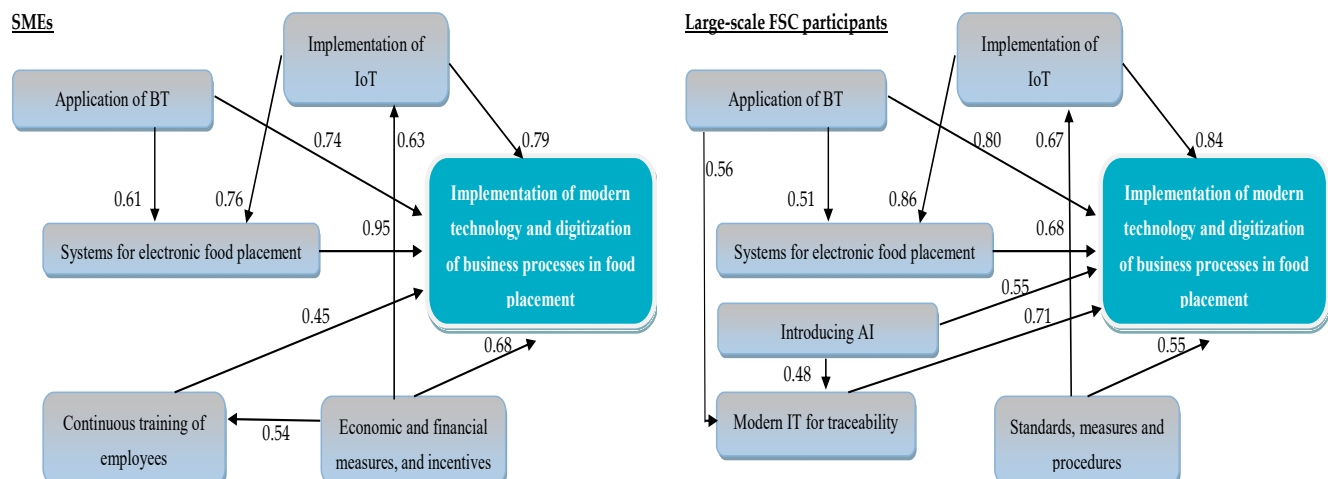 SMEs
Implementation of
IoT
Application of BT
0.74
0.63
0.79
0.61
0.76
Implementation of modern
technology and digitization
of business processes in food
placement
Systems for electronic food placement
0.95
0.45
0.68
Continuous training of
employees
0.54
Economic and financial
measures, and incentives
Large-scale FSC participants
Implementation of
IoT
Application of BT
0.80
0.67
0.84
0.56
0.51
0.86
Implementation of modern
technology and digitization
of business processes in food
placement
Systems for electronic food placement
0.68
0.55
Introducing AI
0.71
0.48
0.55
Modern IT for traceability
Standards, measures and
procedures